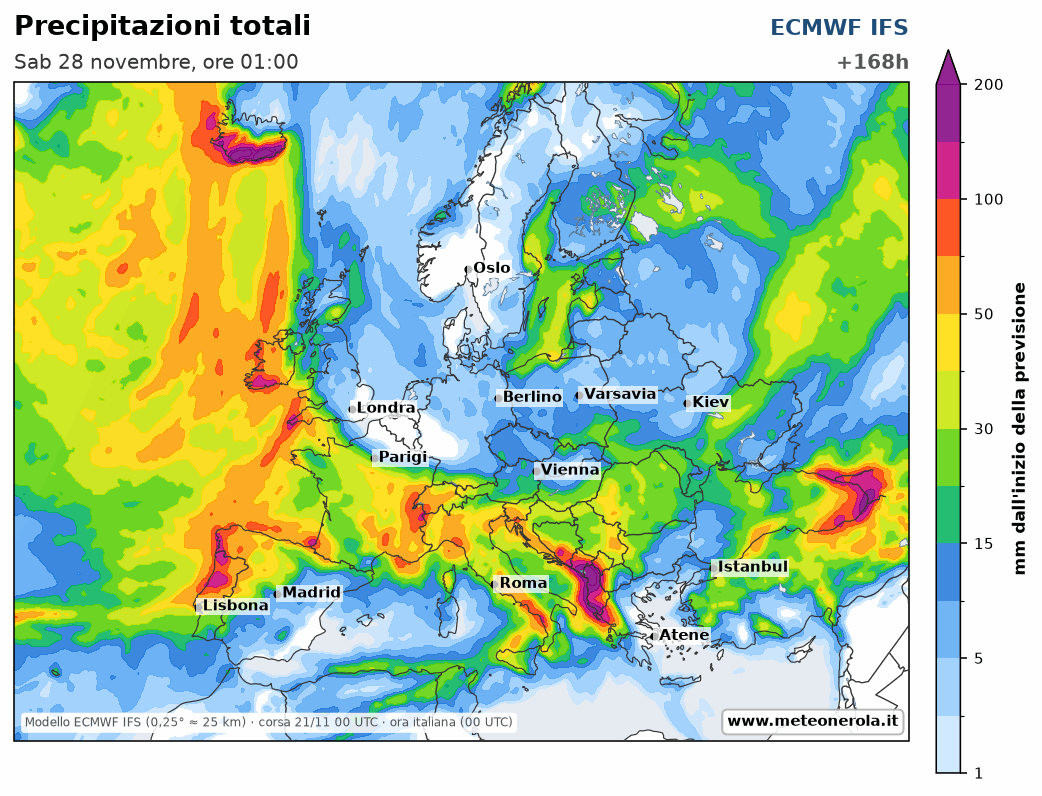 Precipitazioni totali
ECMWF IFS
Sab 28 novembre, ore 01:00
+168h
200
100
50
30
15
5
1
mm dall'inizio della previsione
Oslo
Londra
Berlino
Varsavia
Kiev
Parigi
Vienna
Istanbul
Roma
Madrid
Lisbona
Atene
Modello ECMWF IFS (0,25° ≈ 25 km) · corsa 21/11 00 UTC · ora italiana (00 UTC)
www.meteonerola.it